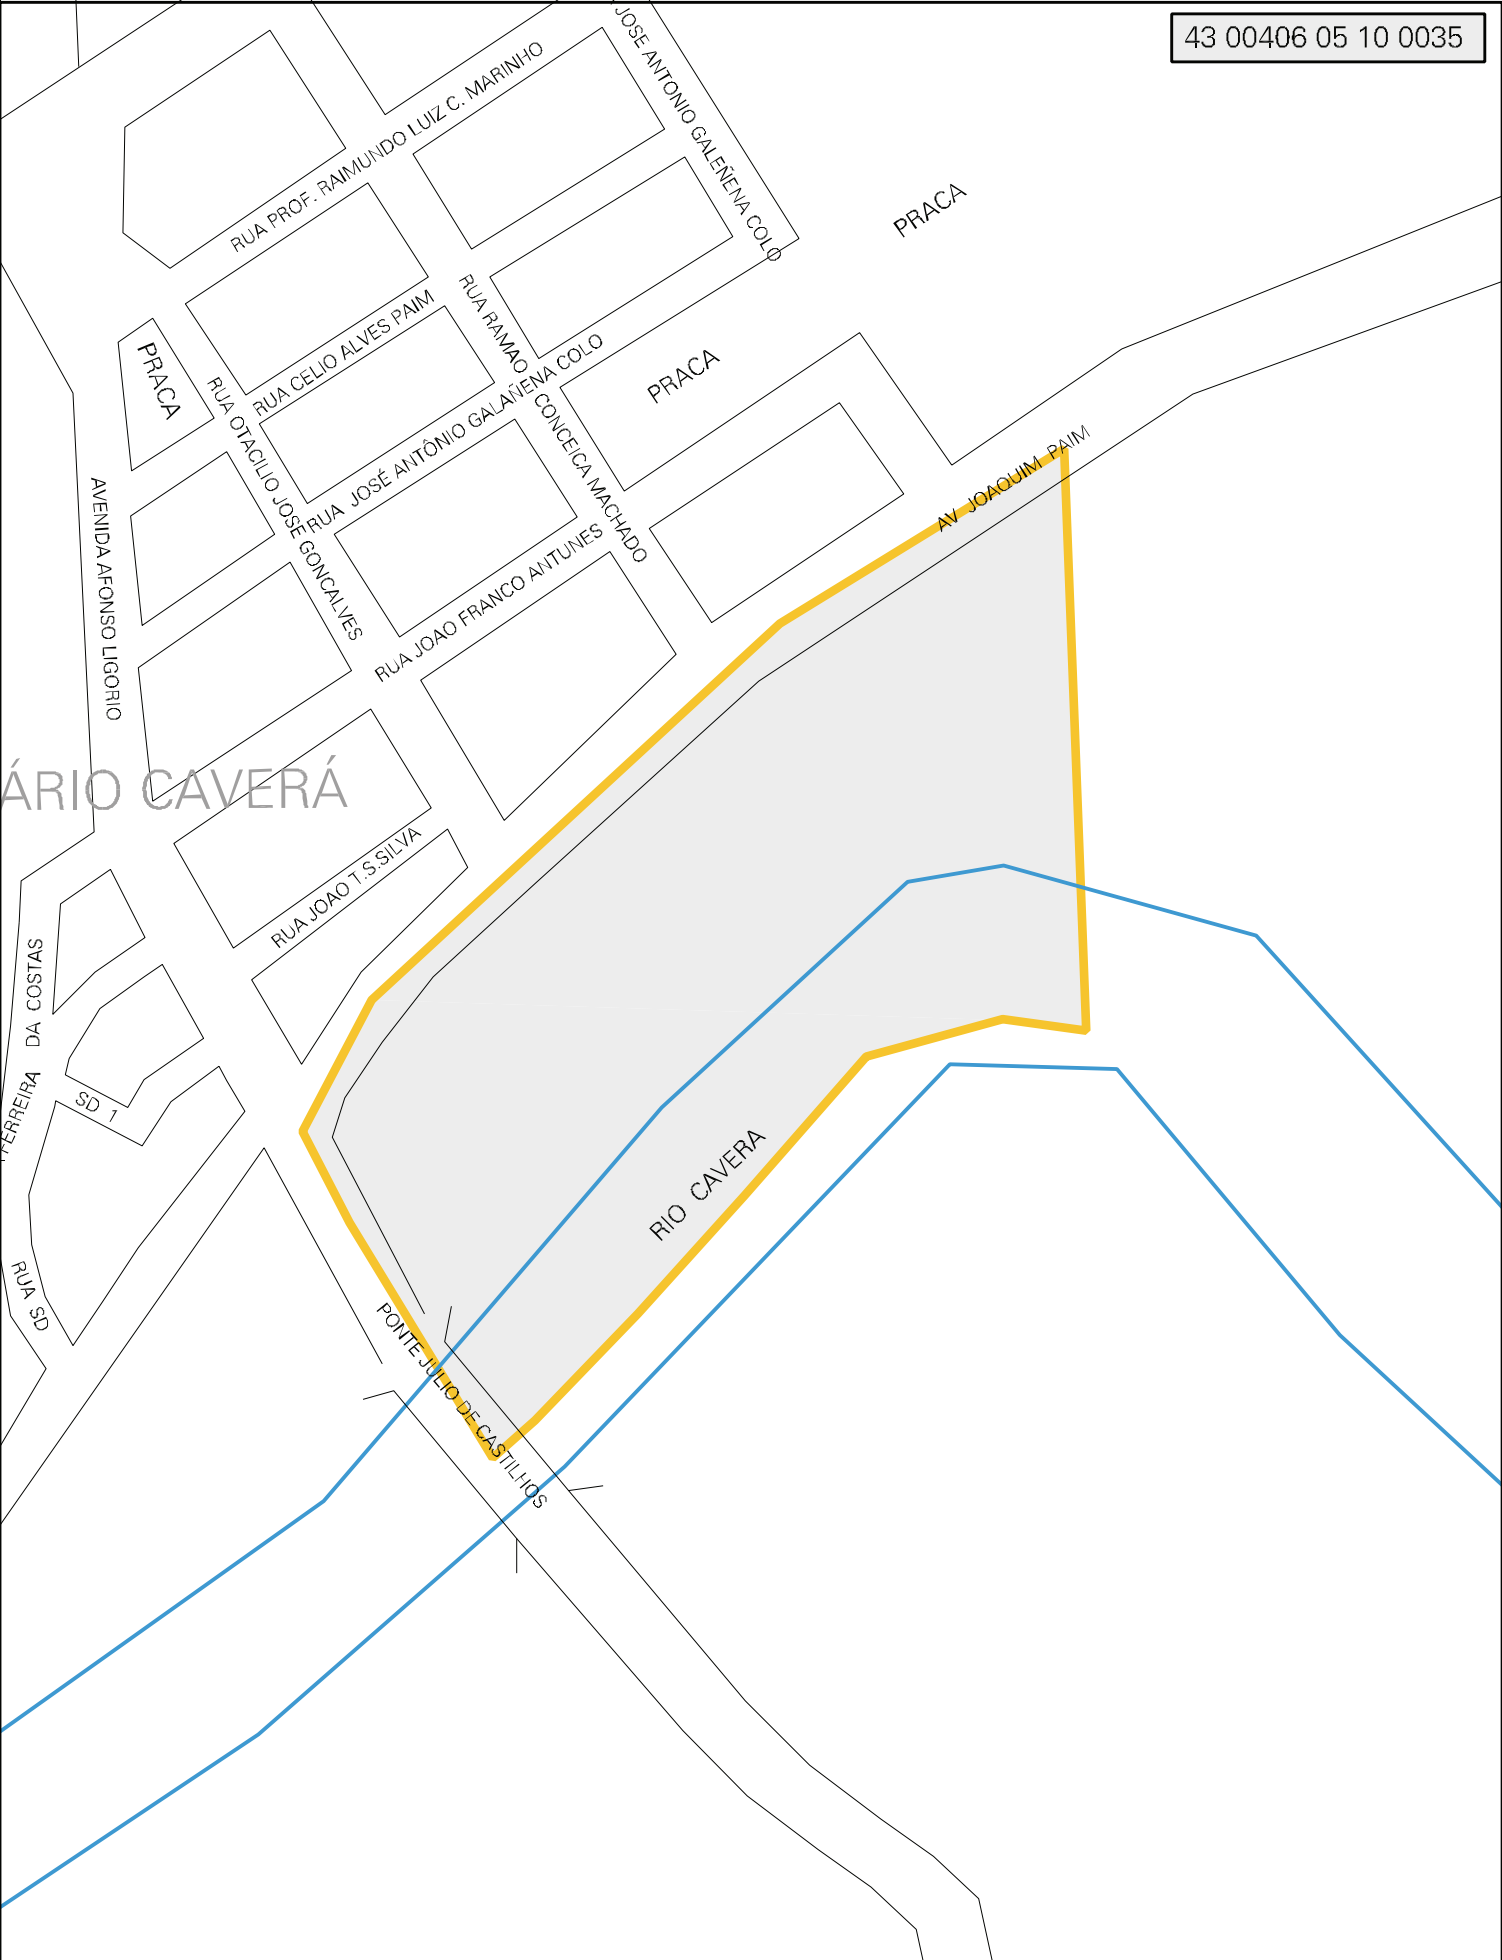 43 00406 05 10 0035
JOSE ANTONIO GALEÑENA COLO
RUA PROF. RAIMUNDO LUIZ C. MARINHO
PRACA
RUA CELIO ALVES PAIM
RUA RAMAO CONCEICA MACHADO
PRACA
PRACA
RUA JOSÉ ANTÔNIO GALAÑENA COLO
RUA OTACILIO JOSE GONCALVES
AV JOAQUIM PAIM
AVENIDA AFONSO LIGORIO
RUA JOAO FRANCO ANTUNES
ÁRIO CAVERÁ
RUA JOAO T.S.SILVA
FERREIRA DA COSTAS
SD 1
RIO CAVERA
RUA SD
PONTE JULIO DE CASTILHOS